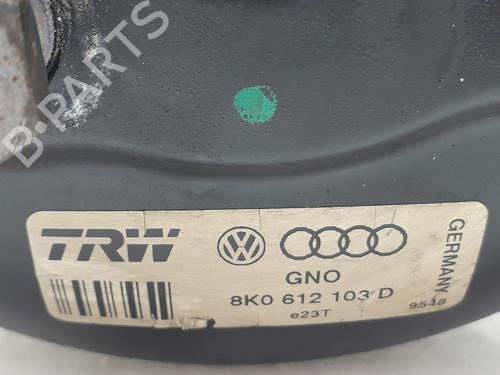 B-PARTS
TRW
GNO
8K0 612 103 D
e23T
GERMANY
9548